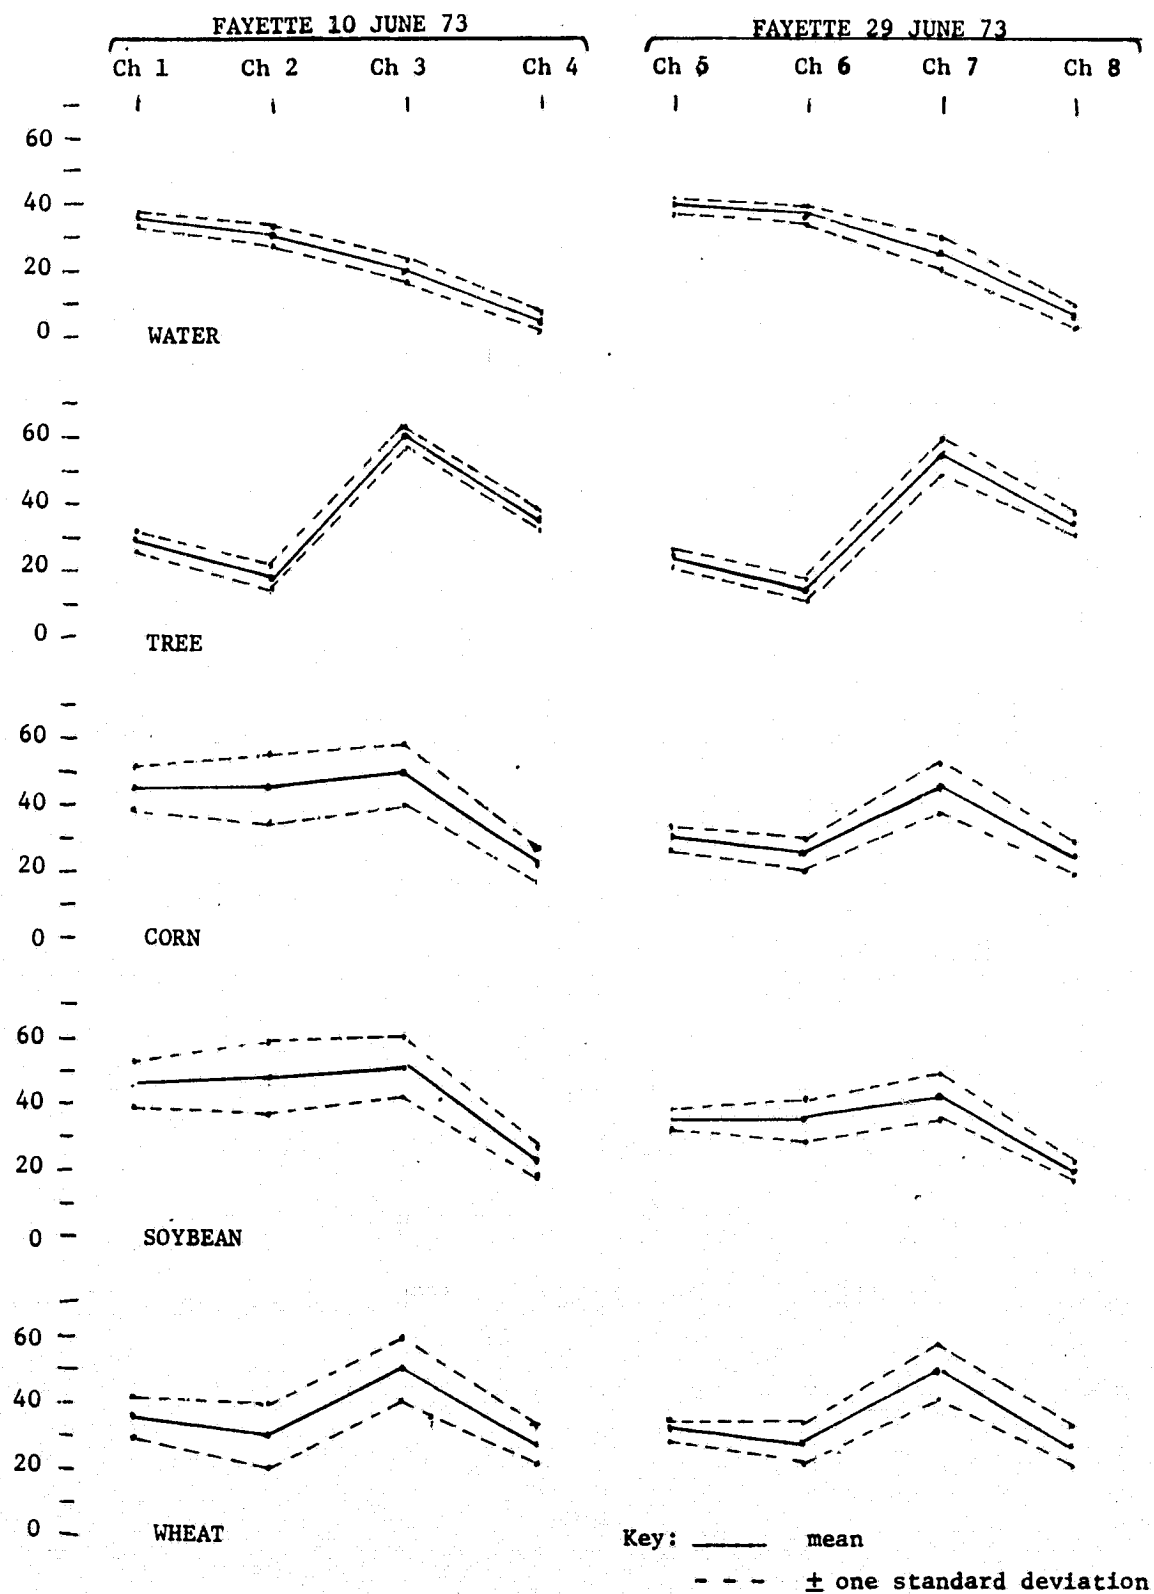 FAYETTE 10 JUNE 73
FAYETTE 29 JUNE 73
Ch 1 Ch 2 Ch 3 Ch 4
Ch 5 Ch 6 Ch 7 Ch 8
60
40
20
0
WATER
60
40
20
0
TREE
60
40
20
0
CORN
60
40
20
0
SOYBEAN
60
40
20
0
WHEAT
Key: mean
± one standard deviation